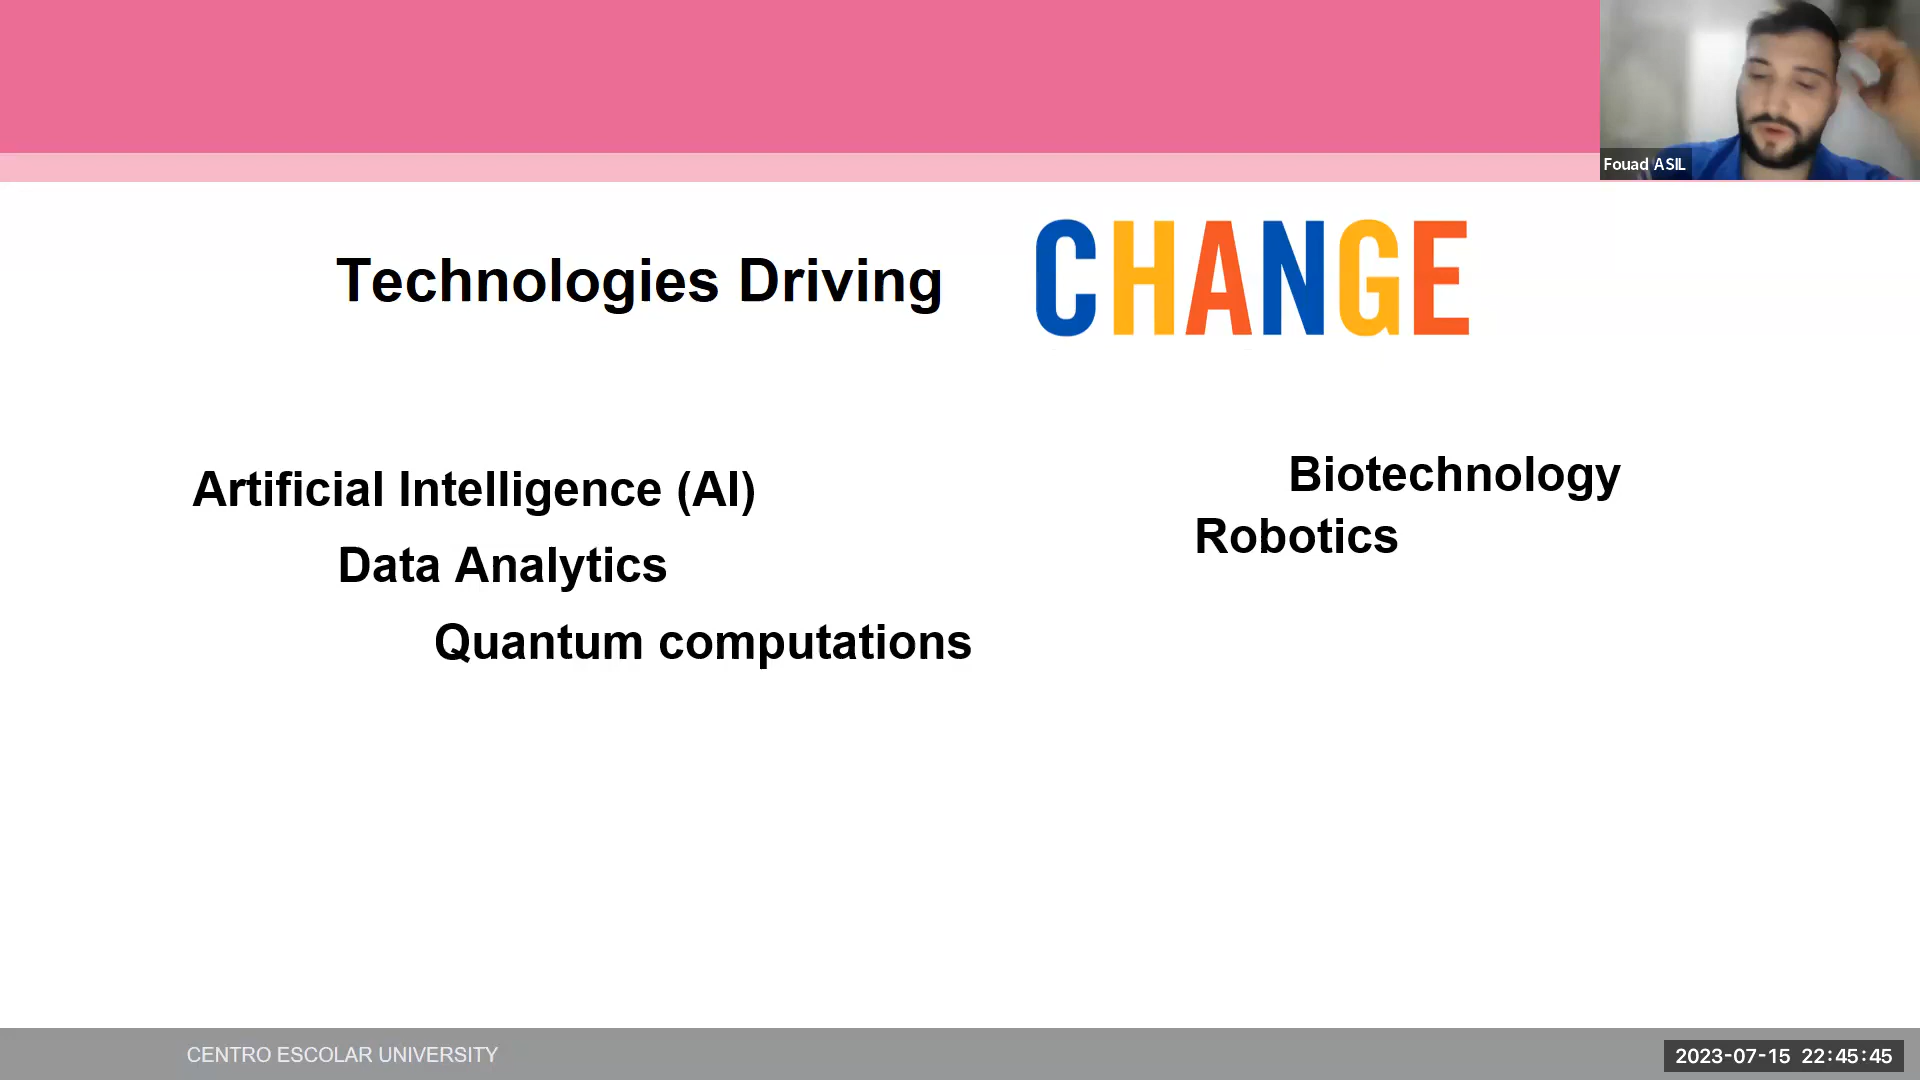 Fouad ASIL
Technologies Driving CHANGE
Artificial Intelligence (AI)
Data Analytics
Quantum computations
Biotechnology
Robotics
CENTRO ESCOLAR UNIVERSITY
2023-07-15 22:45:45